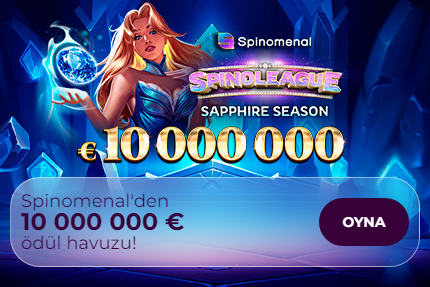 Spinomenal
SPINOLEAGUE
SAPPHIRE SEASON
€ 10 000 000
Spinomenal'den
10 000 000 €
ödül havuzu!
OYNA